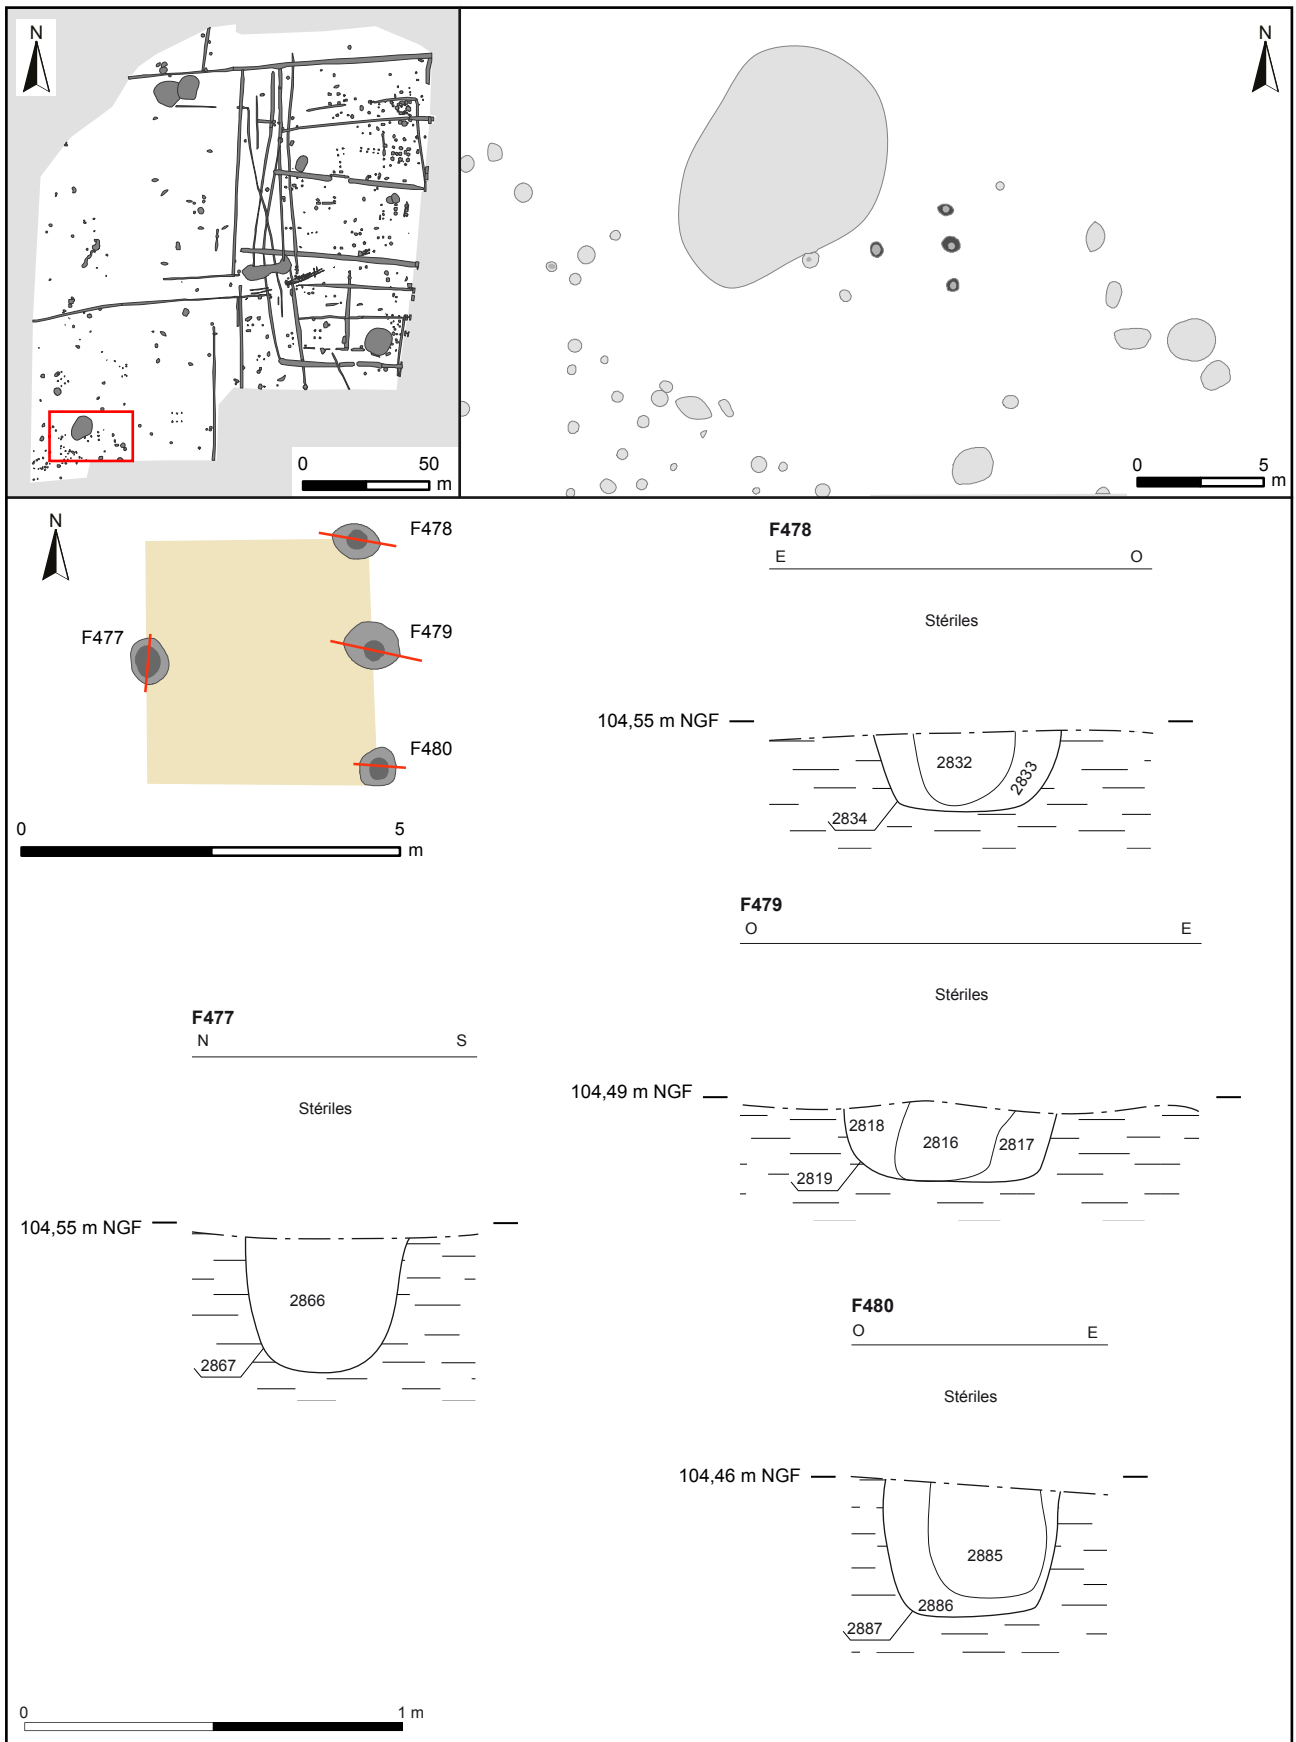 N
0 50
m
N
0 5
m
N
F478
F477
F479
F480
0 5
m
F478
E O
Stériles
104,55 m NGF
2832
2833
2834
F479
O E
Stériles
104,49 m NGF
2818
2816
2817
2819
F477
N S
Stériles
104,55 m NGF
2866
2867
F480
O E
Stériles
104,46 m NGF
2885
2886
2887
0 1 m